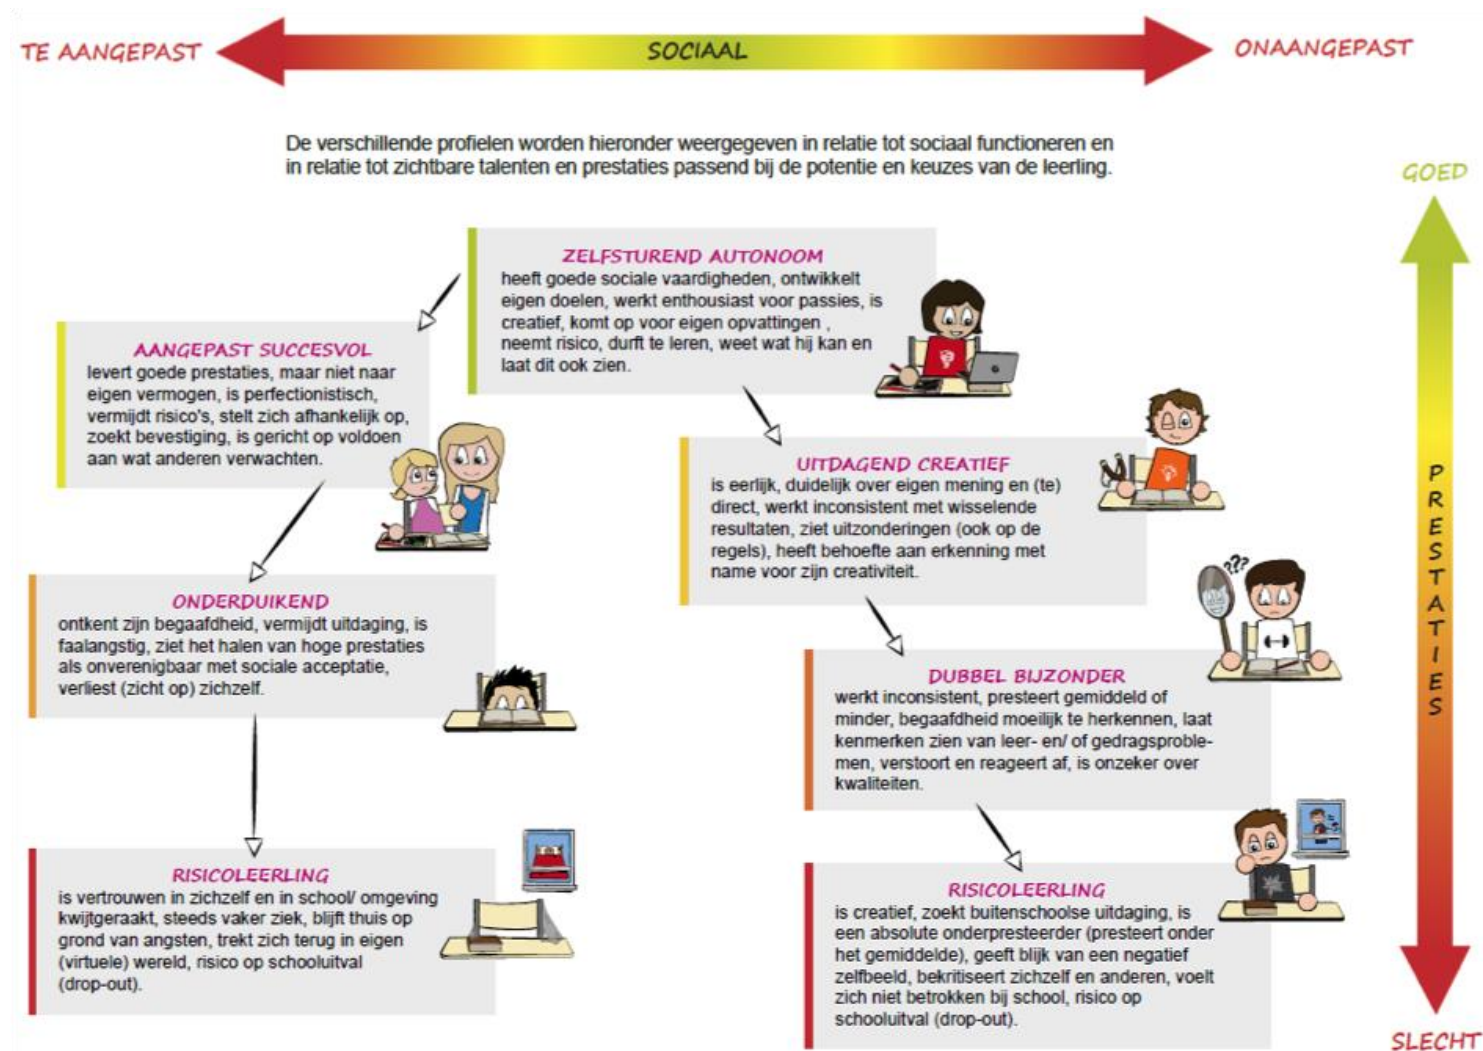 TE AANGEPAST
SOCIAAL
ONAANGEPAST
De verschillende profielen worden hieronder weergegeven in relatie tot sociaal functioneren en
in relatie tot zichtbare talenten en prestaties passend bij de potentie en keuzes van de leerling.
GOED
ZELFSTUREND AUTONOOM
heeft goede sociale vaardigheden, ontwikkelt
eigen doelen, werkt enthousiast voor passies, is
creatief, komt op voor eigen opvattingen ,
neemt risico, durft te leren, weet wat hij kan en
laat dit ook zien.
AANGEPAST SUCCESVOL
levert goede prestaties, maar niet naar
eigen vermogen, is perfectionistisch,
vermijdt risico's, stelt zich afhankelijk op,
zoekt bevestiging, is gericht op voldoen
aan wat anderen verwachten.
UITDAGEND CREATIEF
is eerlijk, duidelijk over eigen mening en (te)
direct, werkt inconsistent met wisselende
resultaten, ziet uitzonderingen (ook op de
regels), heeft behoefte aan erkenning met
name voor zijn creativiteit.
PRESTATIES
???
ONDERDUIKEND
ontkent zijn begaafdheid, vermijdt uitdaging, is
faalangstig, ziet het halen van hoge prestaties
als onverenigbaar met sociale acceptatie,
verliest (zicht op) zichzelf.
DUBBEL BIJZONDER
werkt inconsistent, presteert gemiddeld of
minder, begaafdheid moeilijk te herkennen, laat
kenmerken zien van leer- en/ of gedragsproble-
men, verstoort en reageert af, is onzeker over
kwaliteiten.
RISICOLEERLING
is vertrouwen in zichzelf en in school/ omgeving
kwijtgeraakt, steeds vaker ziek, blijft thuis op
grond van angsten, trekt zich terug in eigen
(virtuele) wereld, risico op schooluitval
(drop-out).
RISICOLEERLING
is creatief, zoekt buitenschoolse uitdaging, is
een absolute onderpresteerder (presteert onder
het gemiddelde), geeft blijk van een negatief
zelfbeeld, bekritiseert zichzelf en anderen, voelt
zich niet betrokken bij school, risico op
schooluitval (drop-out).
SLECHT